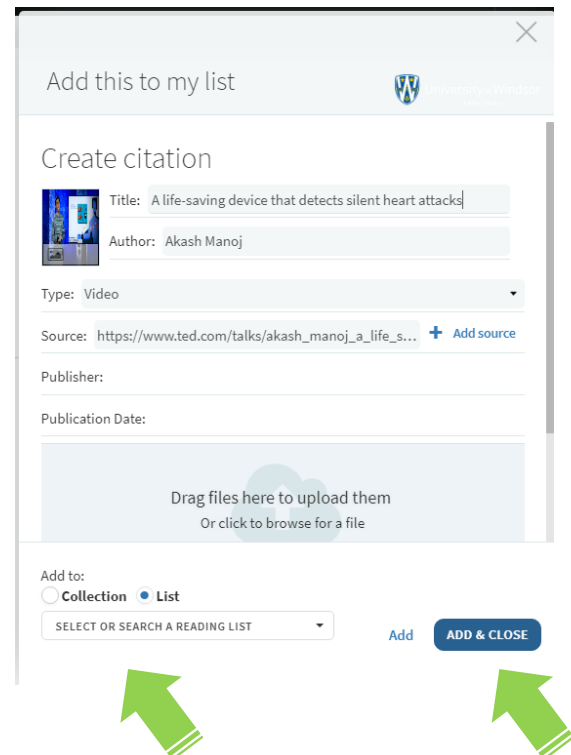 Add this to my list
University of Windsor
Create citation
Title: A life-saving device that detects silent heart attacks
Author: Akash Manoj
Type: Video
Source: https://www.ted.com/talks/akash_manoj_a_life_s... + Add source
Publisher:
Publication Date:
Drag files here to upload them
Or click to browse for a file
Add to:
Collection List
SELECT OR SEARCH A READING LIST
Add ADD & CLOSE